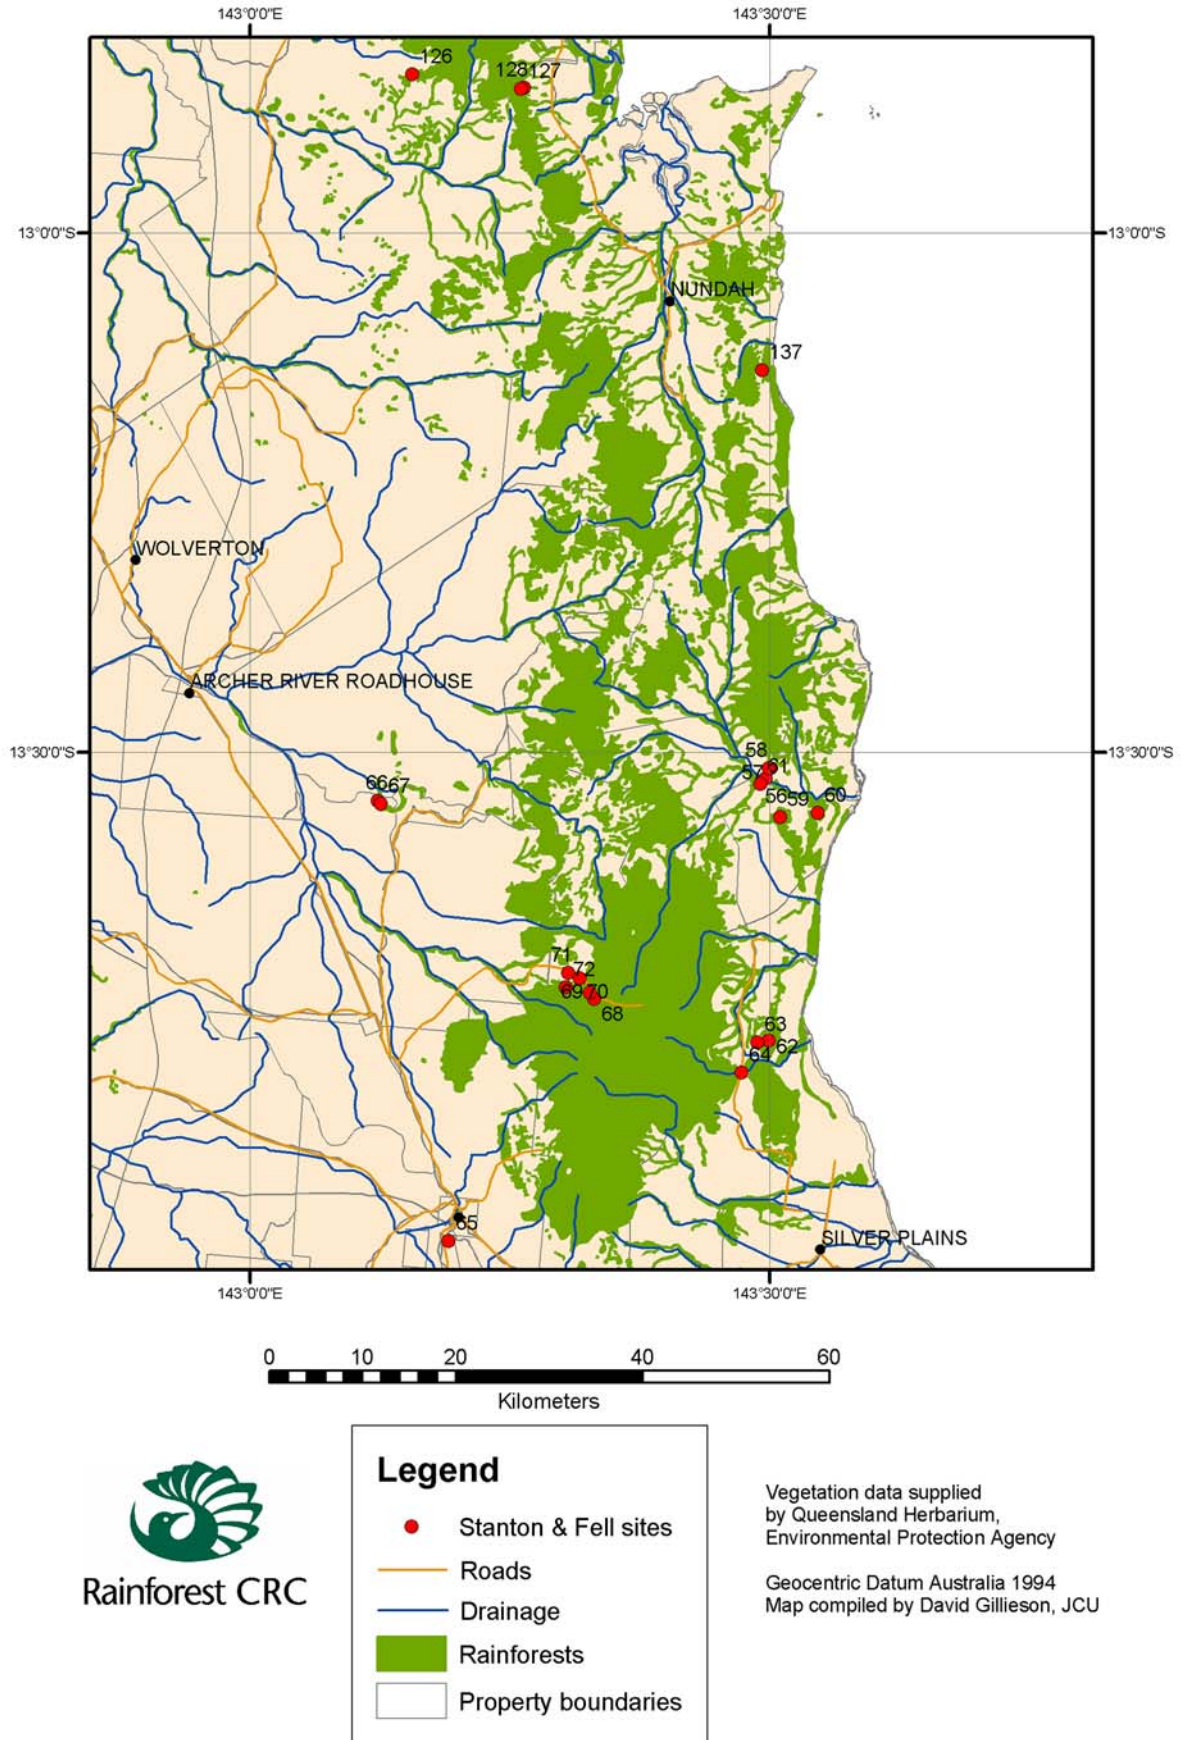 143°0'0"E 143°30'0"E
126
128 127
13°0'0"S 13°0'0"S
NUNDAH
137
WOLVERTON
ARCHER RIVER ROADHOUSE
13°30'0"S 13°30'0"S
58
57 61
66 67
56 59 60
71
72
69 70
68
63
62
64
65
SILVER PLAINS
143°0'0"E 143°30'0"E
0 10 20 40 60
Kilometers
Legend
Stanton & Fell sites
Roads
Drainage
Rainforests
Property boundaries
Rainforest CRC
Vegetation data supplied
by Queensland Herbarium,
Environmental Protection Agency
Geocentric Datum Australia 1994
Map compiled by David Gillieson, JCU